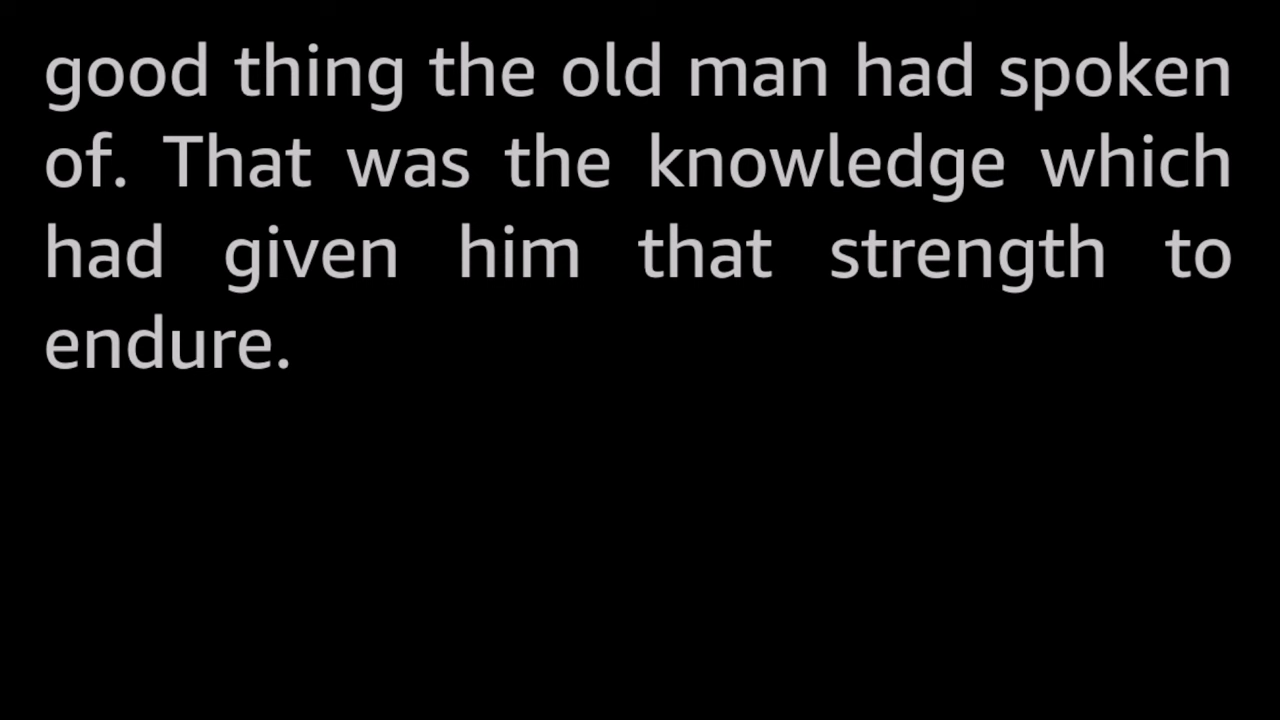 good thing the old man had spoken
of. That was the knowledge which
had given him that strength to
endure.